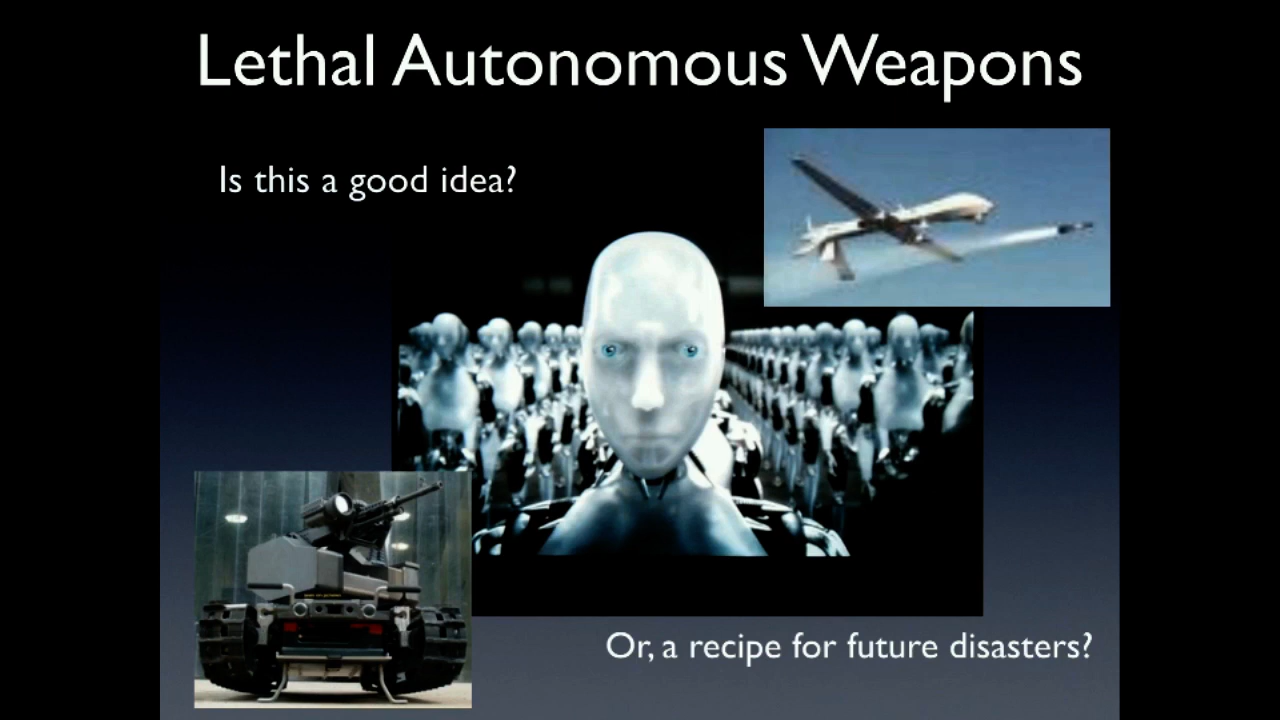 Lethal Autonomous Weapons
Is this a good idea?
Or, a recipe for future disasters?